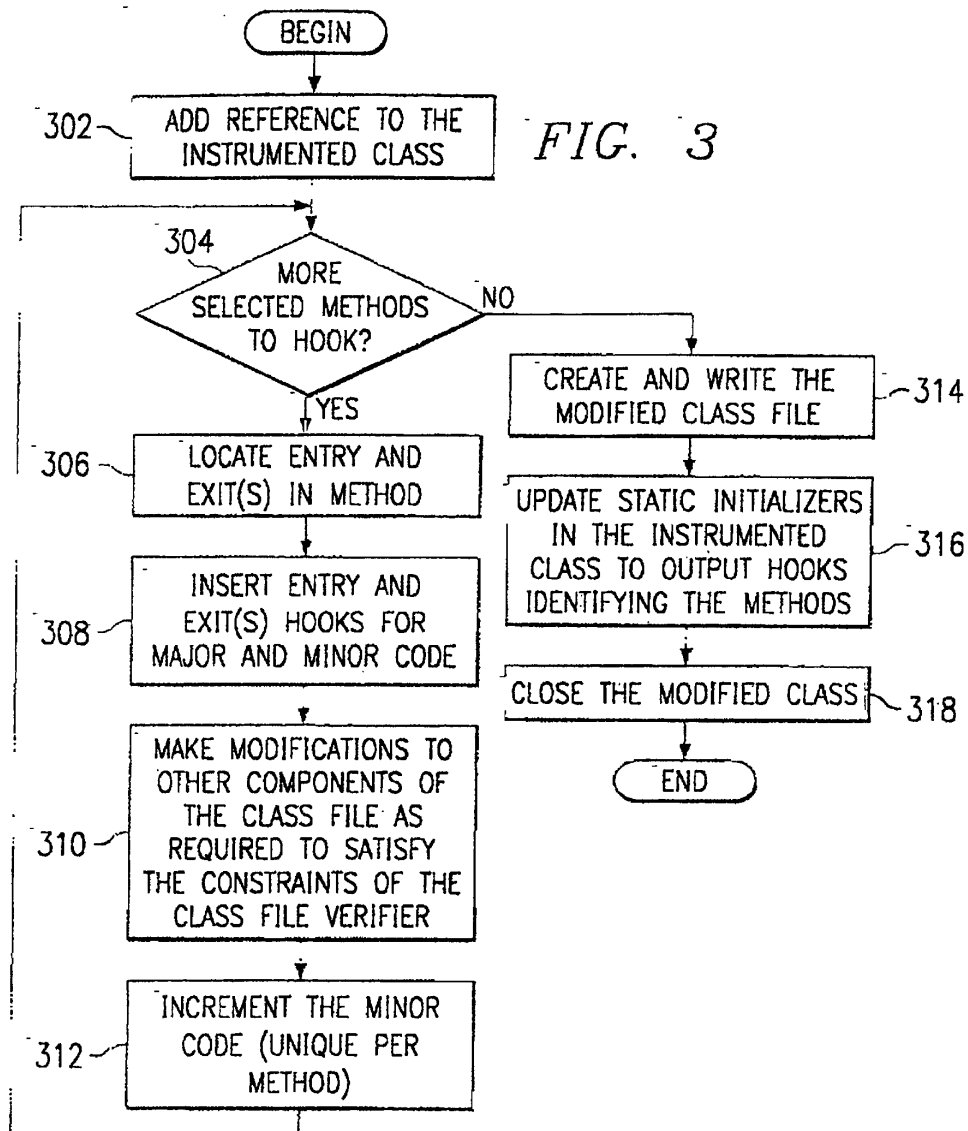 BEGIN
302
ADD REFERENCE TO THE
INSTRUMENTED CLASS
FIG. 3
304
MORE
SELECTED METHODS
TO HOOK?
NO
YES
306
LOCATE ENTRY AND
EXIT(S) IN METHOD
308
INSERT ENTRY AND
EXIT(S) HOOKS FOR
MAJOR AND MINOR CODE
310
MAKE MODIFICATIONS TO
OTHER COMPONENTS OF
THE CLASS FILE AS
REQUIRED TO SATISFY
THE CONSTRAINTS OF THE
CLASS FILE VERIFIER
312
INCREMENT THE MINOR
CODE (UNIQUE PER
METHOD)
CREATE AND WRITE THE
MODIFIED CLASS FILE
314
UPDATE STATIC INITIALIZERS
IN THE INSTRUMENTED
CLASS TO OUTPUT HOOKS
IDENTIFYING THE METHODS
316
CLOSE THE MODIFIED CLASS
318
END